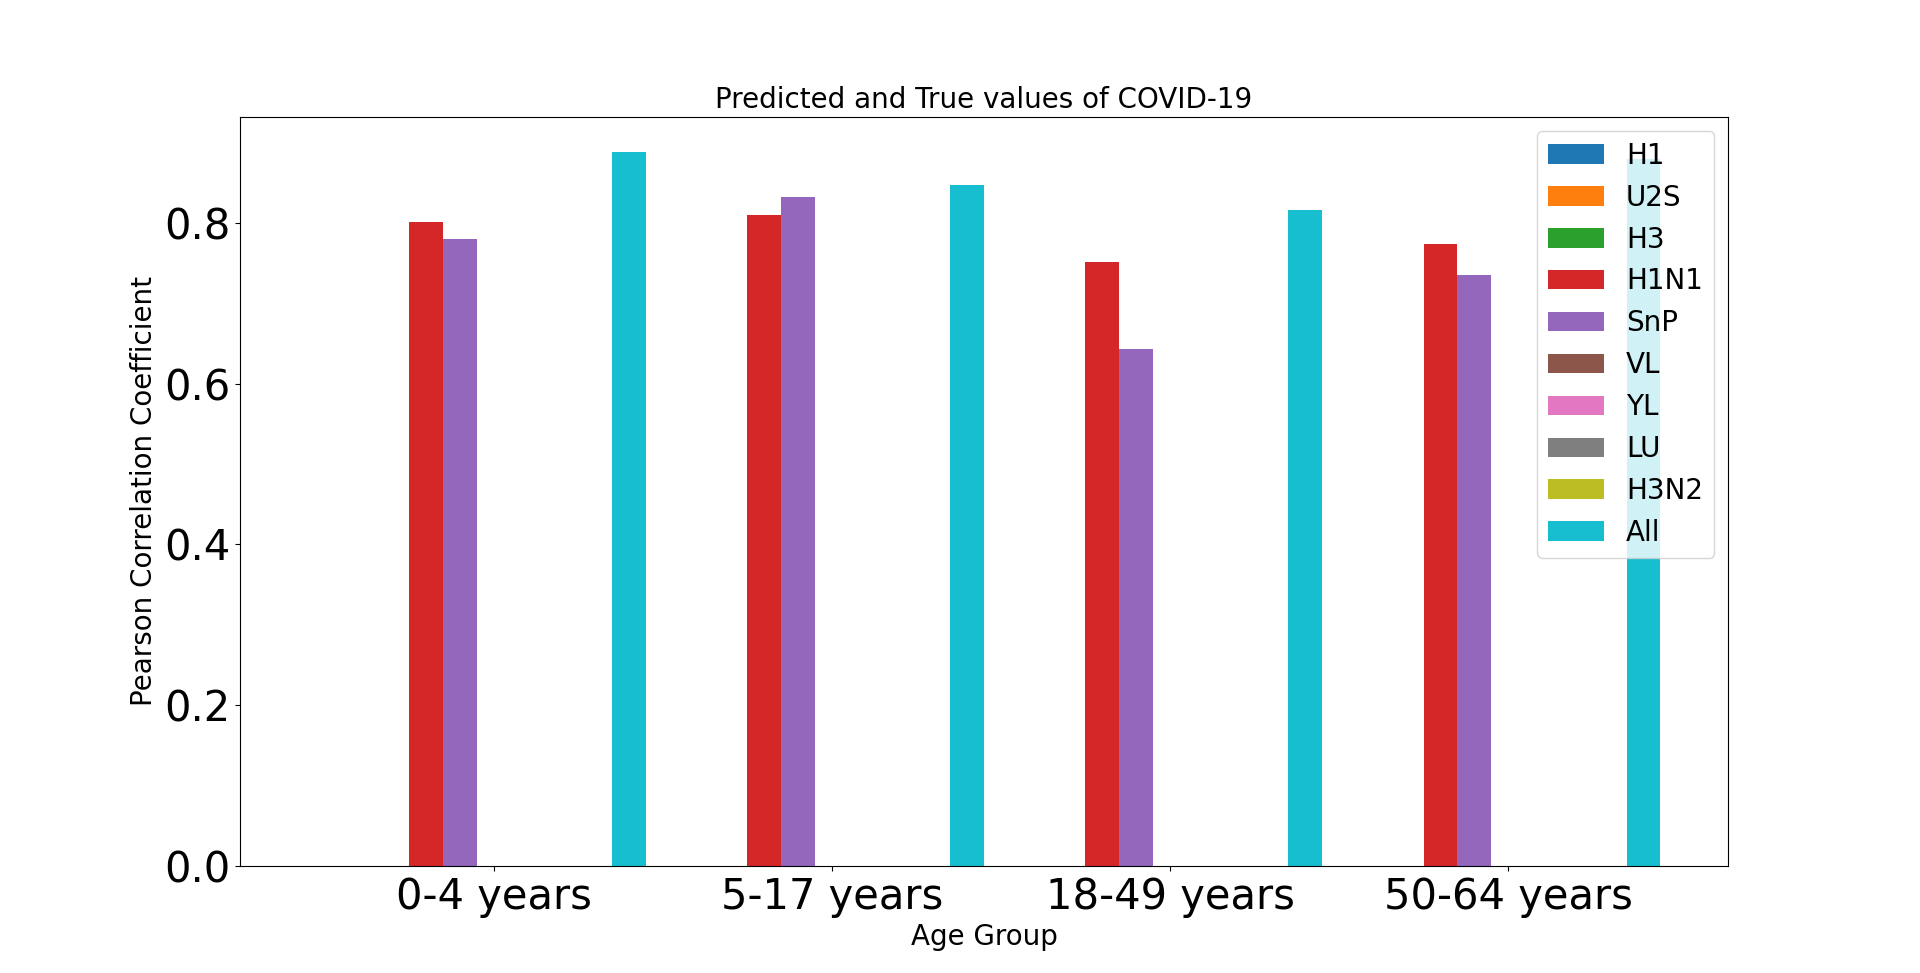 Predicted and True values of COVID-19
Pearson Correlation Coefficient
0.8
0.6
0.4
0.2
0.0
H1
U2S
H3
H1N1
SnP
VL
YL
LU
H3N2
All
0-4 years
5-17 years
18-49 years
50-64 years
Age Group